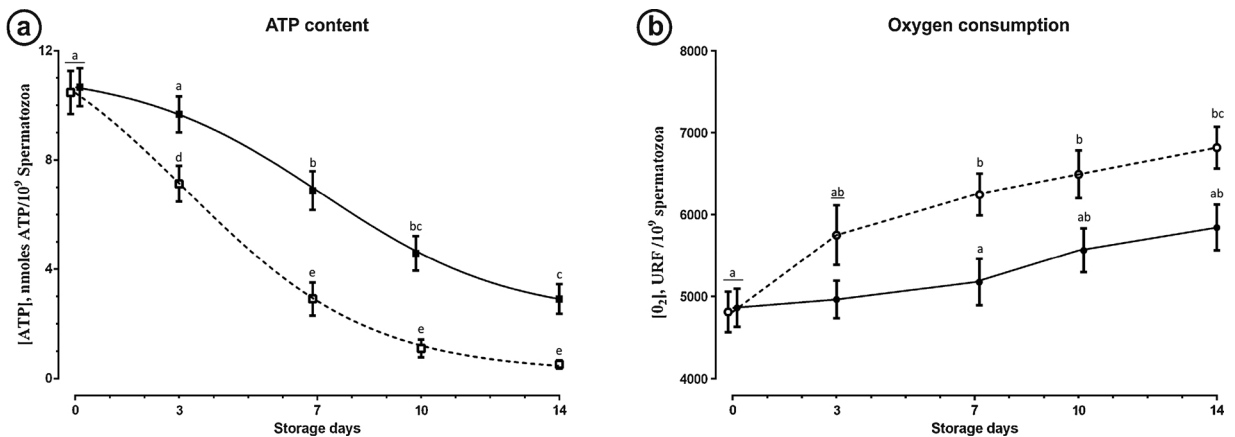 a
ATP content
[ATP], nmoles ATP/10⁹ Spermatozoa
12
8
4
0
a
a
d
b
e
bc
e
c
e
0 3 7 10 14
Storage days
b
Oxygen consumption
[0₂], URF /10⁹ spermatozoa
8000
7000
6000
5000
4000
a
ab
b
a
b
ab
bc
ab
0 3 7 10 14
Storage days